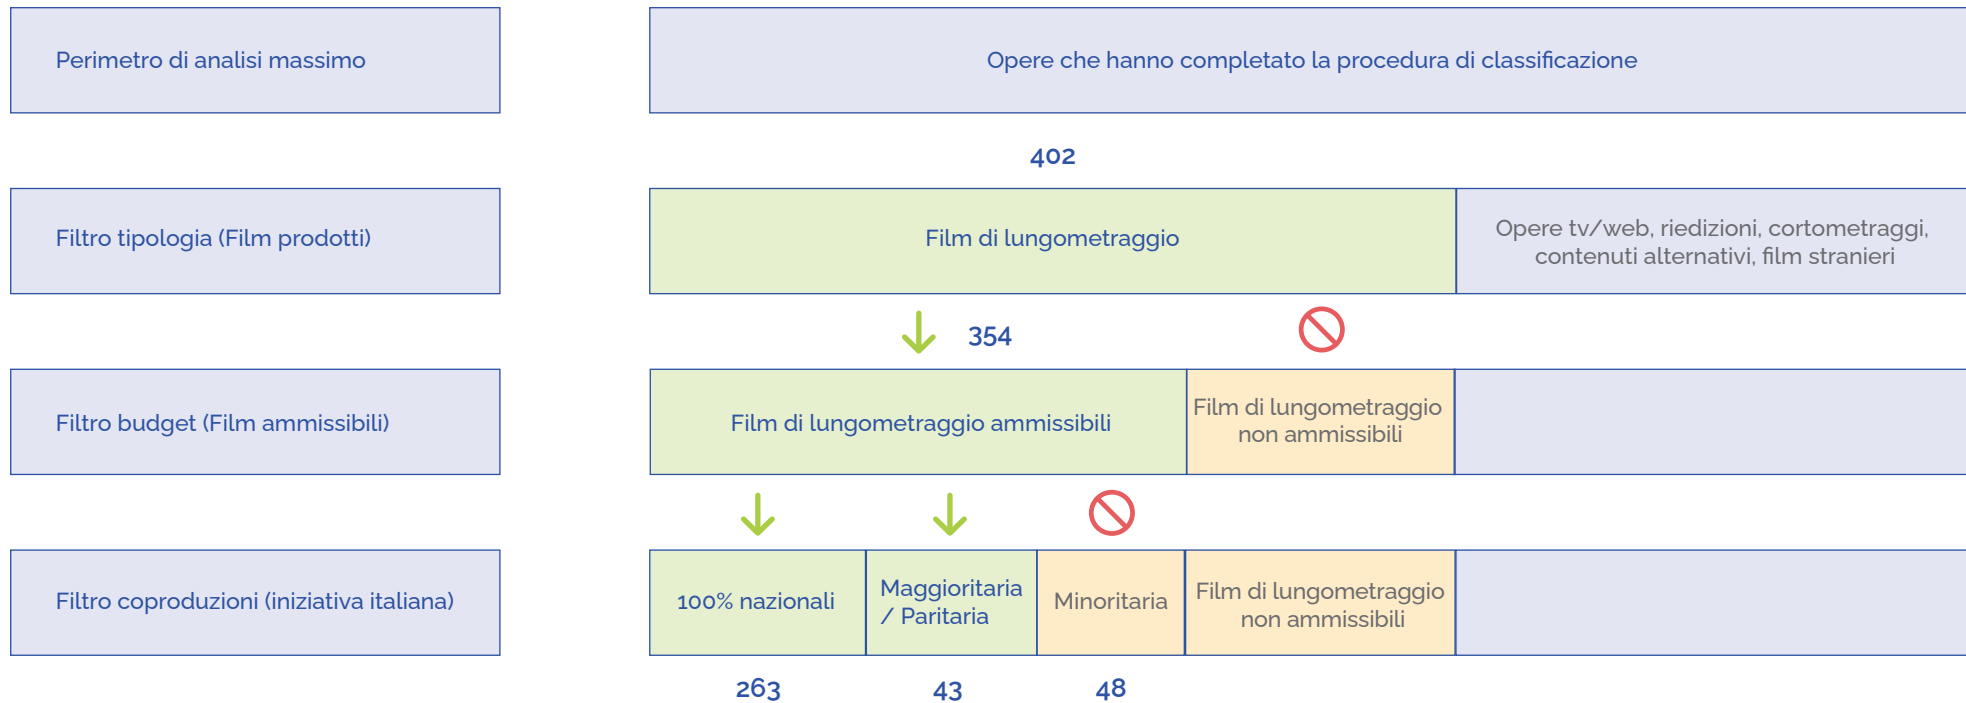 Perimetro di analisi massimo
Opere che hanno completato la procedura di classificazione
402
Filtro tipologia (Film prodotti)
Film di lungometraggio
Opere tv/web, riedizioni, cortometraggi,
contenuti alternativi, film stranieri
354
Filtro budget (Film ammissibili)
Film di lungometraggio ammissibili
Film di lungometraggio
non ammissibili
Filtro coproduzioni (iniziativa italiana)
100% nazionali
Maggioritaria
/ Paritaria
Minoritaria
Film di lungometraggio
non ammissibili
263
43
48